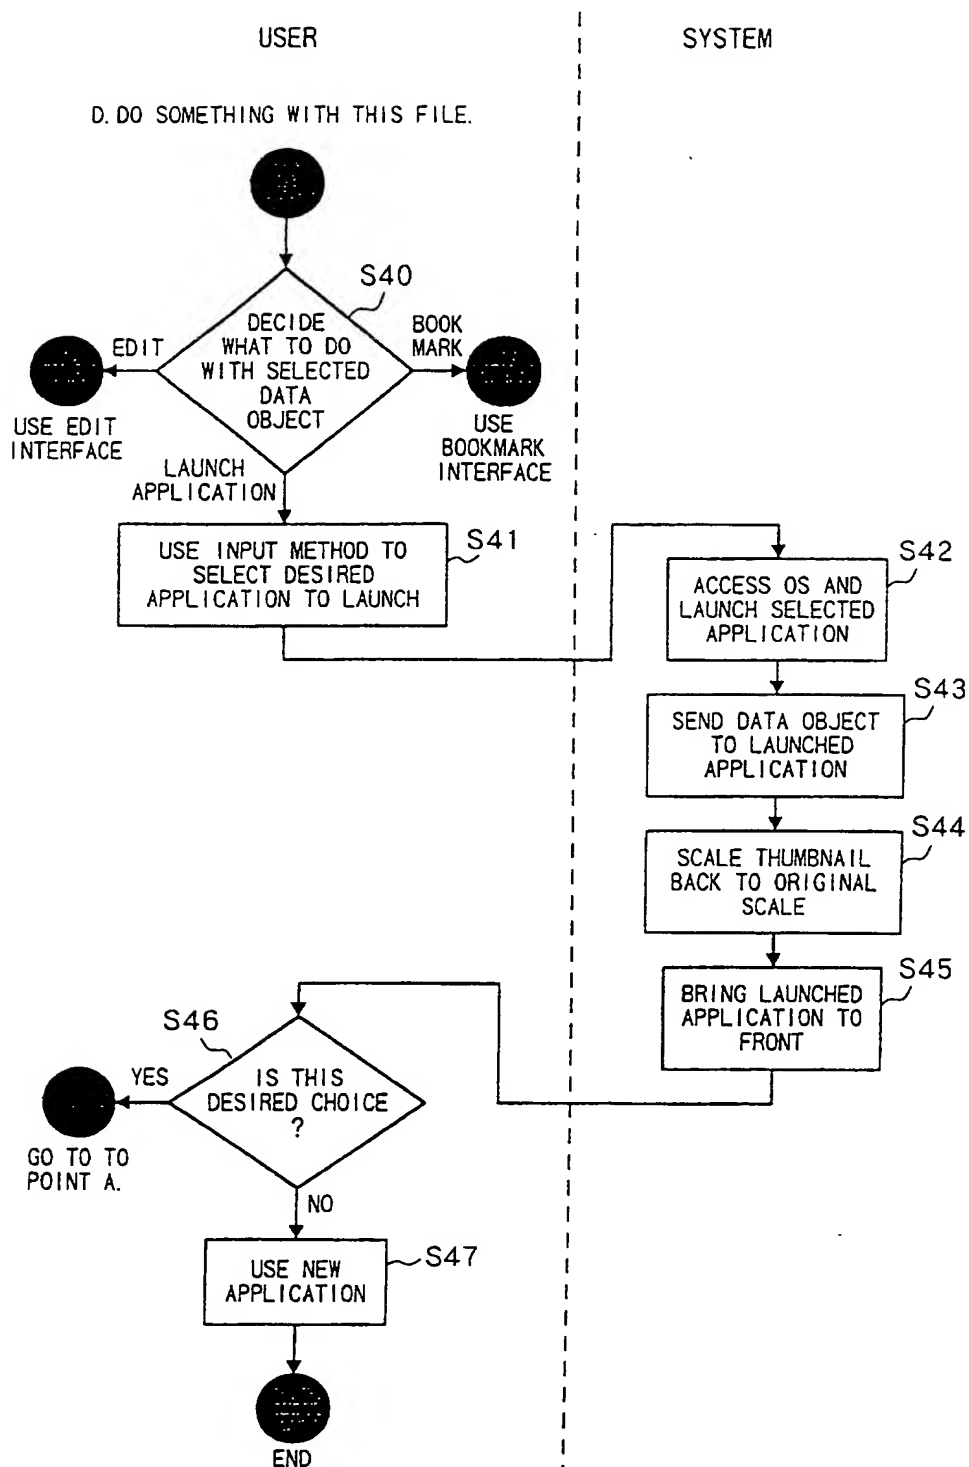 USER
SYSTEM
D. DO SOMETHING WITH THIS FILE.
S40
DECIDE
WHAT TO DO
WITH SELECTED
DATA
OBJECT
EDIT
BOOK
MARK
USE EDIT
INTERFACE
USE
BOOKMARK
INTERFACE
LAUNCH
APPLICATION
S41
USE INPUT METHOD TO
SELECT DESIRED
APPLICATION TO LAUNCH
S42
ACCESS OS AND
LAUNCH SELECTED
APPLICATION
S43
SEND DATA OBJECT
TO LAUNCHED
APPLICATION
S44
SCALE THUMBNAIL
BACK TO ORIGINAL
SCALE
S45
BRING LAUNCHED
APPLICATION TO
FRONT
S46
IS THIS
DESIRED CHOICE
?
YES
GO TO TO
POINT A.
NO
S47
USE NEW
APPLICATION
END